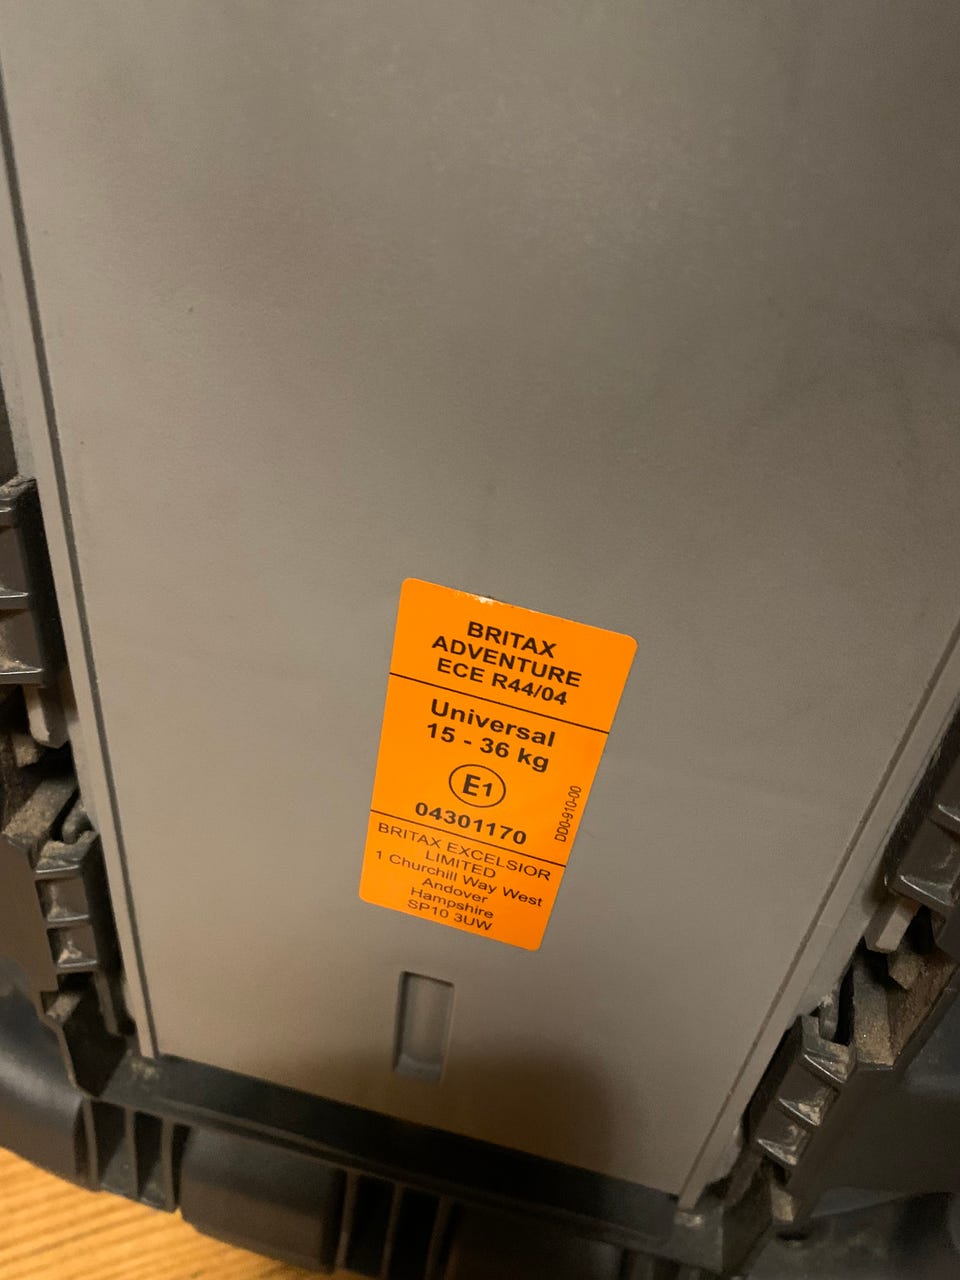 BRITAX
ADVENTURE
ECE R44/04
Universal
15 - 36 kg
E1
04301170
DD0-910-00
BRITAX EXCELSIOR
LIMITED
1 Churchill Way West
Andover
Hampshire
SP10 3UW